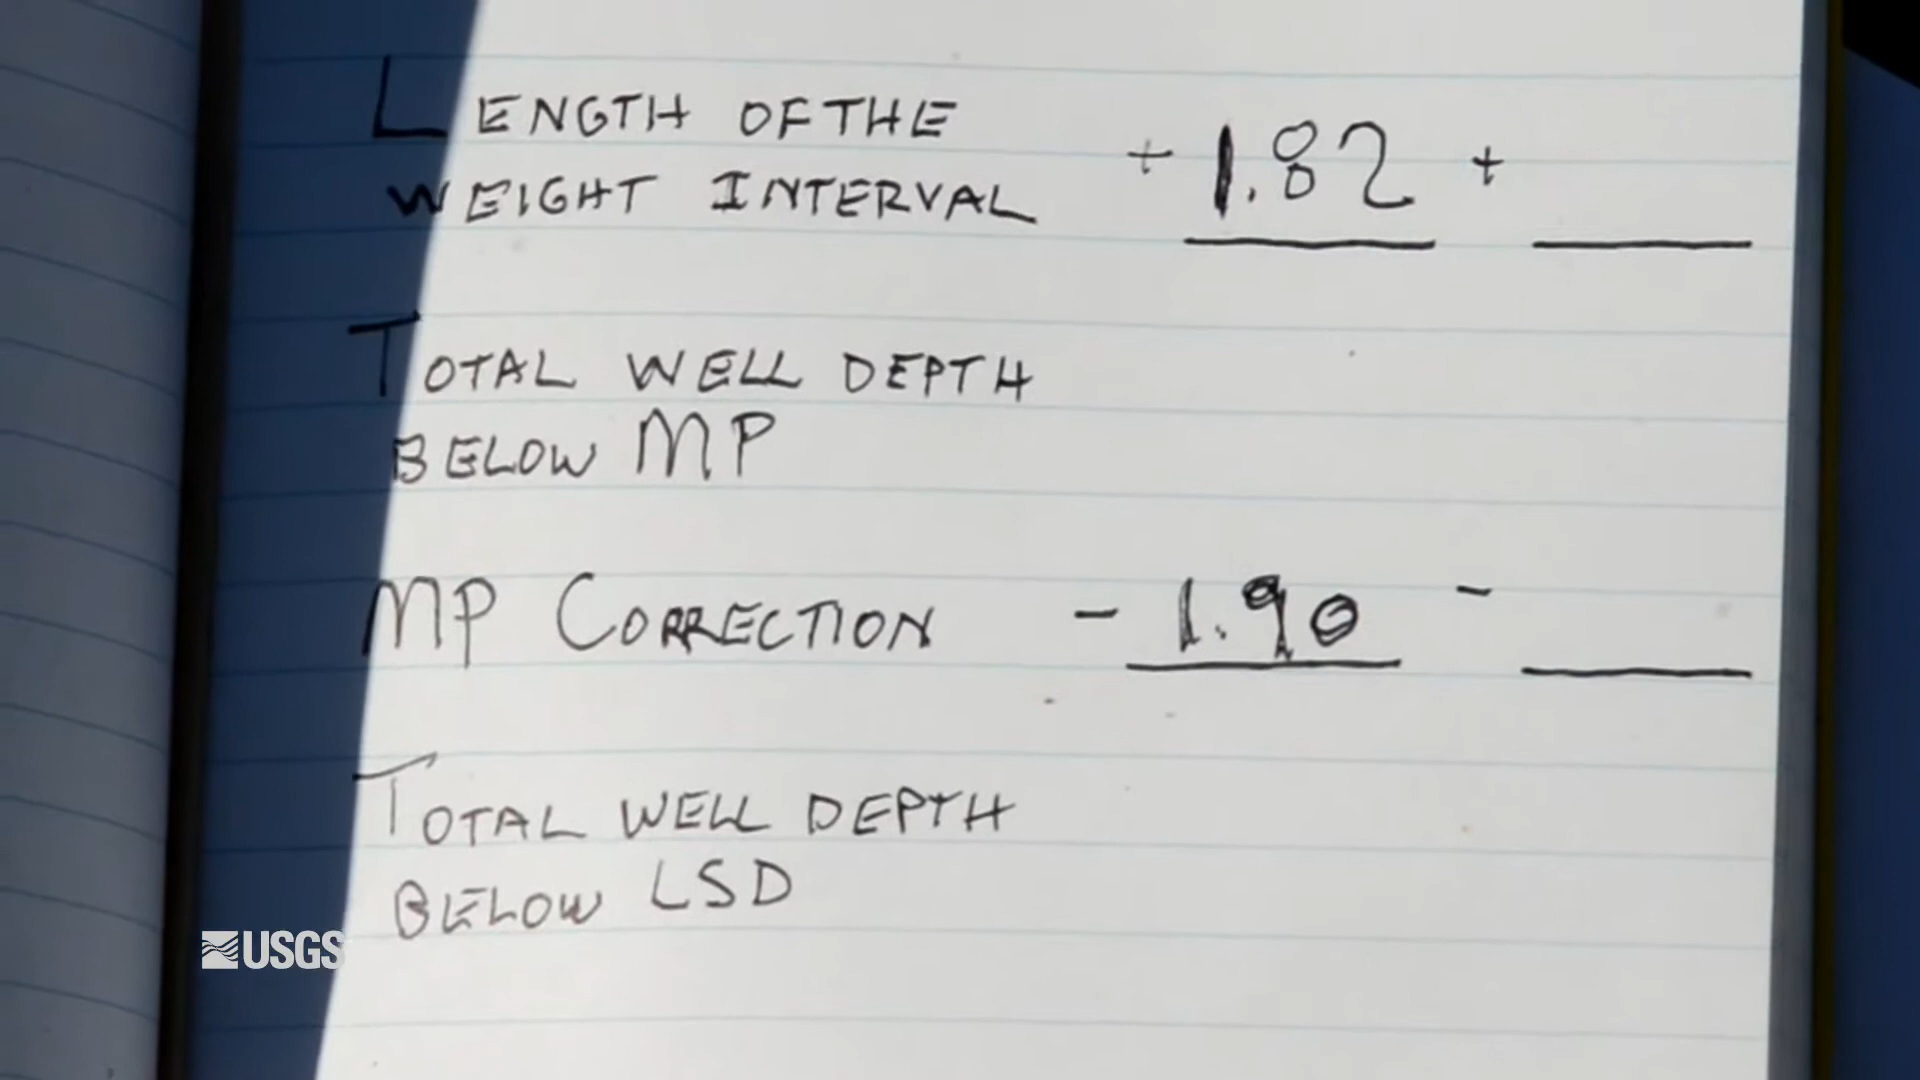 LENGTH OF THE
WEIGHT INTERVAL + 1.82 +
TOTAL WELL DEPTH
BELOW MP
MP CORRECTION - 1.90 -
TOTAL WELL DEPTH
BELOW LSD
USGS